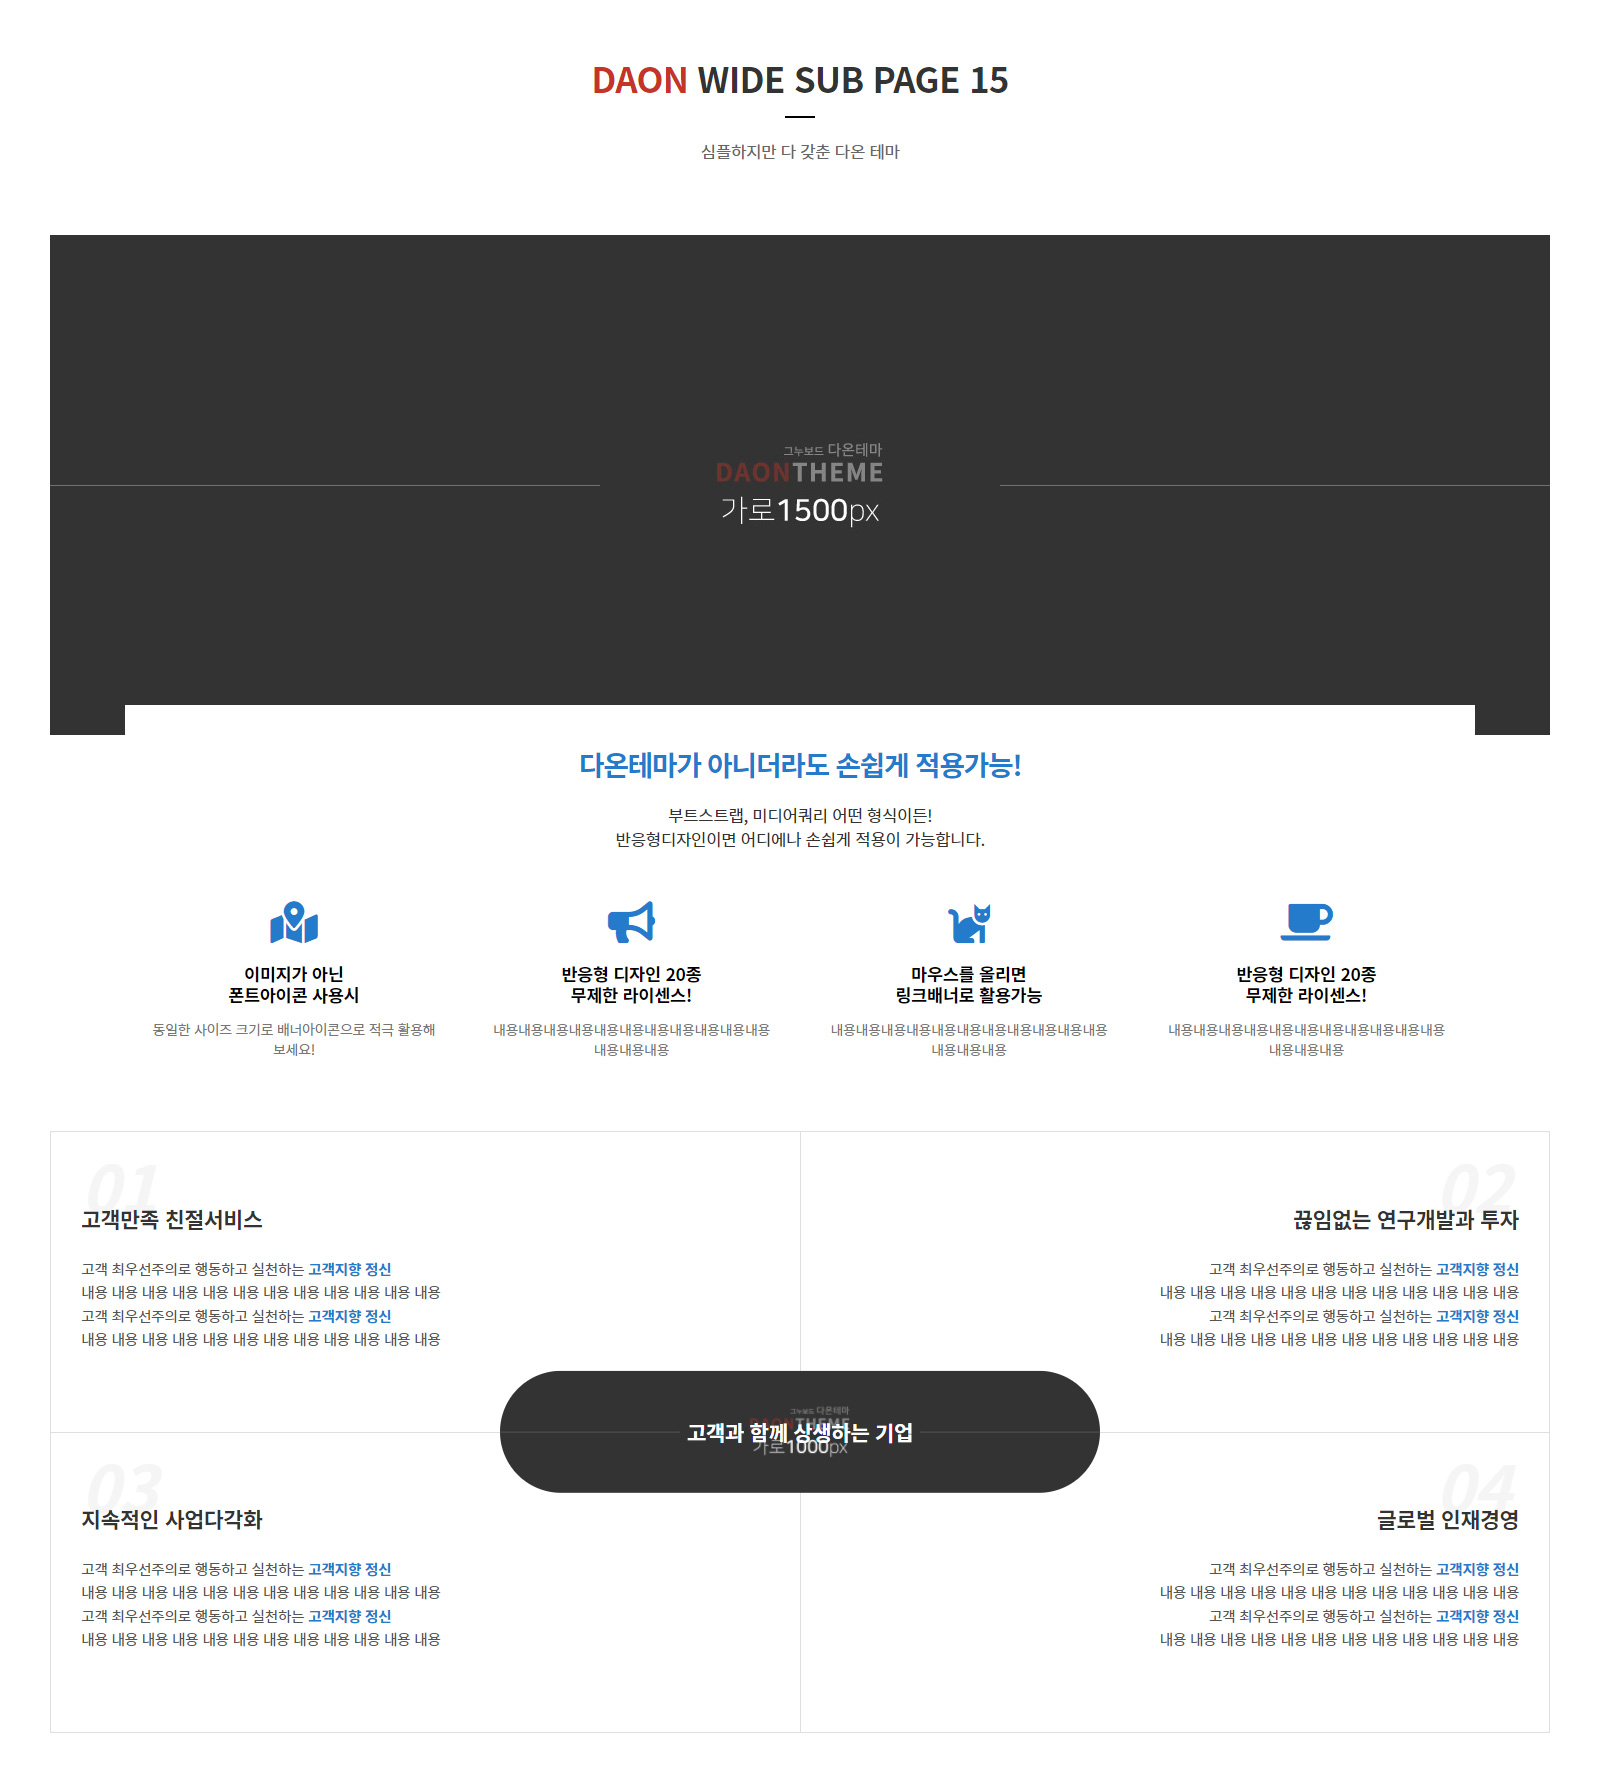 DAON WIDE SUB PAGE 15
심플하지만 다 갖춘 다온 테마
그누보드 다온테마
DAONTHEME
가로1500px
다온테마가 아니더라도 손쉽게 적용가능!
부트스트랩, 미디어쿼리 어떤 형식이든!
반응형디자인이면 어디에나 손쉽게 적용이 가능합니다.
이미지가 아닌
폰트아이콘 사용시
동일한 사이즈 크기로 배너아이콘으로 적극 활용해
보세요!
반응형 디자인 20종
무제한 라이센스!
내용내용내용내용내용내용내용내용내용내용내용
내용내용내용
마우스를 올리면
링크배너로 활용가능
내용내용내용내용내용내용내용내용내용내용내용
내용내용내용
반응형 디자인 20종
무제한 라이센스!
내용내용내용내용내용내용내용내용내용내용내용
내용내용내용
01
고객만족 친절서비스
고객 최우선주의로 행동하고 실천하는 고객지향 정신
내용 내용 내용 내용 내용 내용 내용 내용 내용 내용 내용 내용
고객 최우선주의로 행동하고 실천하는 고객지향 정신
내용 내용 내용 내용 내용 내용 내용 내용 내용 내용 내용 내용
02
끊임없는 연구개발과 투자
고객 최우선주의로 행동하고 실천하는 고객지향 정신
내용 내용 내용 내용 내용 내용 내용 내용 내용 내용 내용 내용
고객 최우선주의로 행동하고 실천하는 고객지향 정신
내용 내용 내용 내용 내용 내용 내용 내용 내용 내용 내용 내용
그누보드 다온테마
DAONTHEME
고객과 함께 상생하는 기업
가로1000px
03
지속적인 사업다각화
고객 최우선주의로 행동하고 실천하는 고객지향 정신
내용 내용 내용 내용 내용 내용 내용 내용 내용 내용 내용 내용
고객 최우선주의로 행동하고 실천하는 고객지향 정신
내용 내용 내용 내용 내용 내용 내용 내용 내용 내용 내용 내용
04
글로벌 인재경영
고객 최우선주의로 행동하고 실천하는 고객지향 정신
내용 내용 내용 내용 내용 내용 내용 내용 내용 내용 내용 내용
고객 최우선주의로 행동하고 실천하는 고객지향 정신
내용 내용 내용 내용 내용 내용 내용 내용 내용 내용 내용 내용